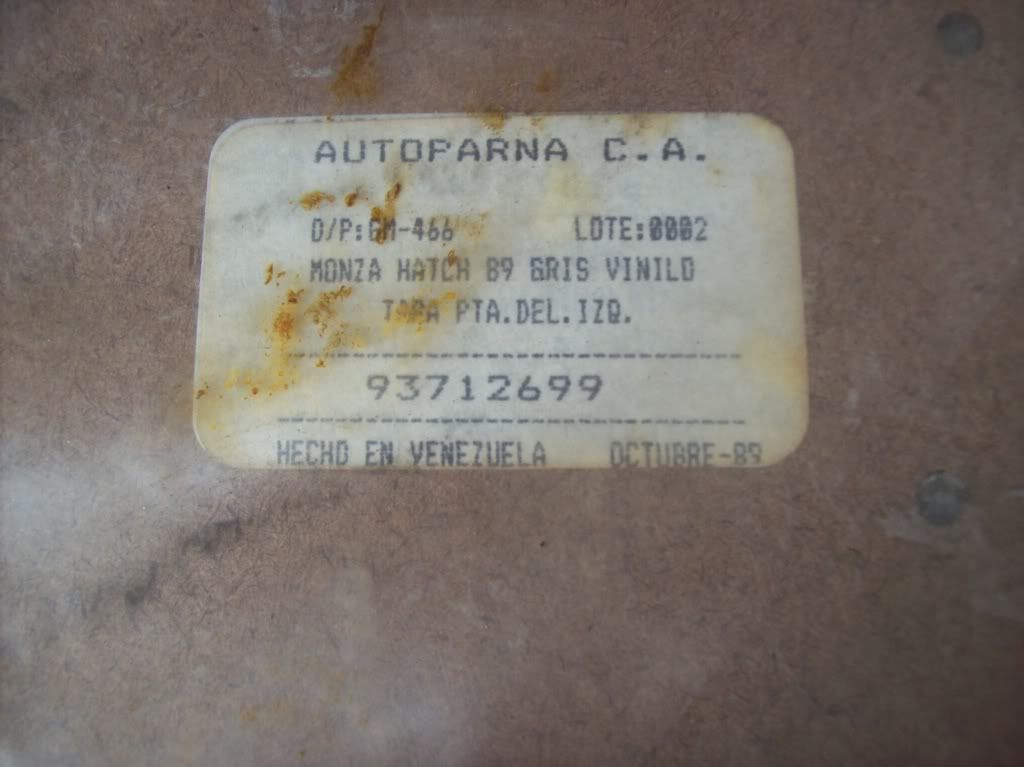 AUTOPARNA C.A.
O/P:GM-466 LOTE:0002
MONZA HATCH 89 GRIS VINILO
TAPA PTA.DEL.IZQ.
93712699
HECHO EN VENEZUELA OCTUBRE-89